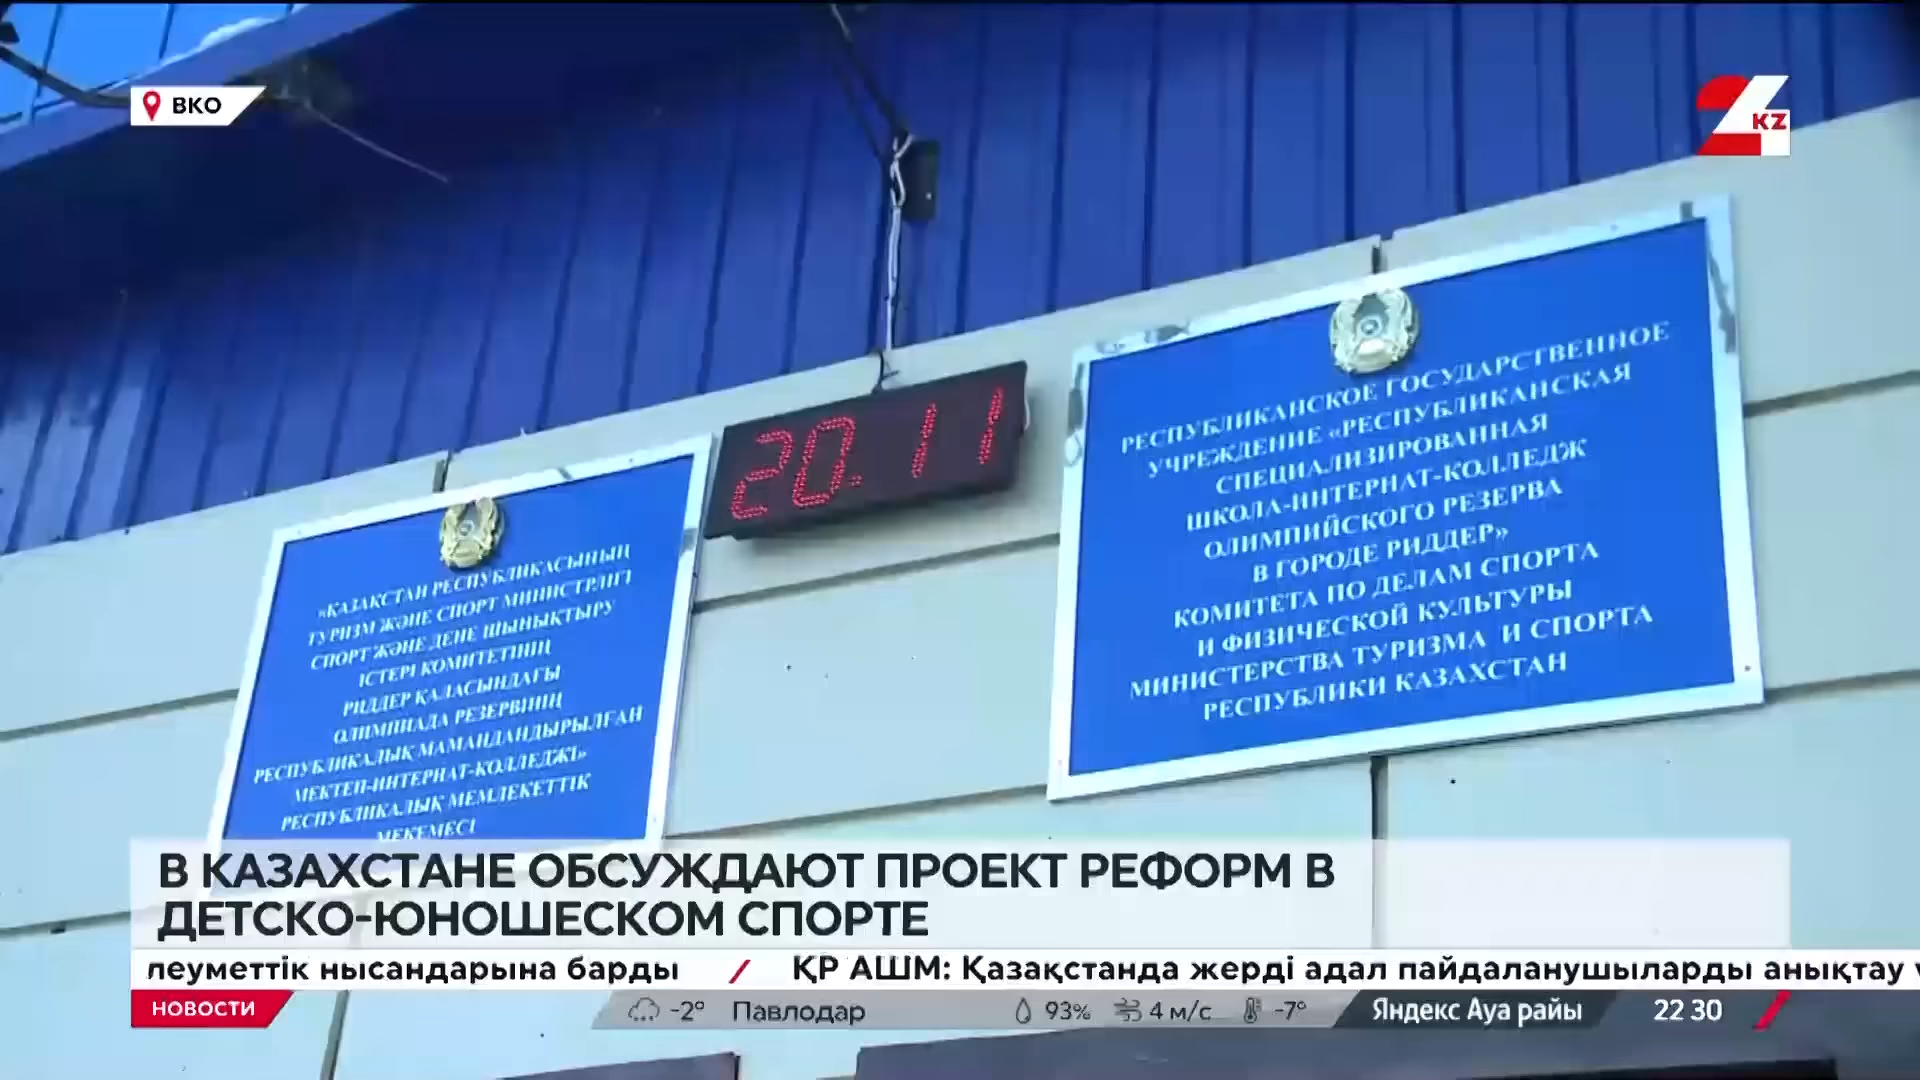 ВКО
24 KZ
20.11
«ҚАЗАҚСТАН РЕСПУБЛИКАСЫНЫҢ
ТУРИЗМ ЖӘНЕ СПОРТ МИНИСТРЛІГІ
СПОРТ ЖӘНЕ ДЕНЕ ШЫНЫҚТЫРУ
ІСТЕРІ КОМИТЕТІНІҢ
РИДДЕР ҚАЛАСЫНДАҒЫ
ОЛИМПИАДА РЕЗЕРВІНІҢ
РЕСПУБЛИКАЛЫҚ МАМАНДАНДЫРЫЛҒАН
МЕКТЕП-ИНТЕРНАТ-КОЛЛЕДЖІ»
РЕСПУБЛИКАЛЫҚ МЕМЛЕКЕТТІК
МЕКЕМЕСІ
РЕСПУБЛИКАНСКОЕ ГОСУДАРСТВЕННОЕ
УЧРЕЖДЕНИЕ «РЕСПУБЛИКАНСКАЯ
СПЕЦИАЛИЗИРОВАННАЯ
ШКОЛА-ИНТЕРНАТ-КОЛЛЕДЖ
ОЛИМПИЙСКОГО РЕЗЕРВА
В ГОРОДЕ РИДДЕР»
КОМИТЕТА ПО ДЕЛАМ СПОРТА
И ФИЗИЧЕСКОЙ КУЛЬТУРЫ
МИНИСТЕРСТВА ТУРИЗМА И СПОРТА
РЕСПУБЛИКИ КАЗАХСТАН
В КАЗАХСТАНЕ ОБСУЖДАЮТ ПРОЕКТ РЕФОРМ В
ДЕТСКО-ЮНОШЕСКОМ СПОРТЕ
леуметтік нысандарына барды / ҚР АШМ: Қазақстанда жерді адал пайдаланушыларды анықтау
НОВОСТИ -2° Павлодар 93% 4 м/с -7° Яндекс Ауа райы 22 30